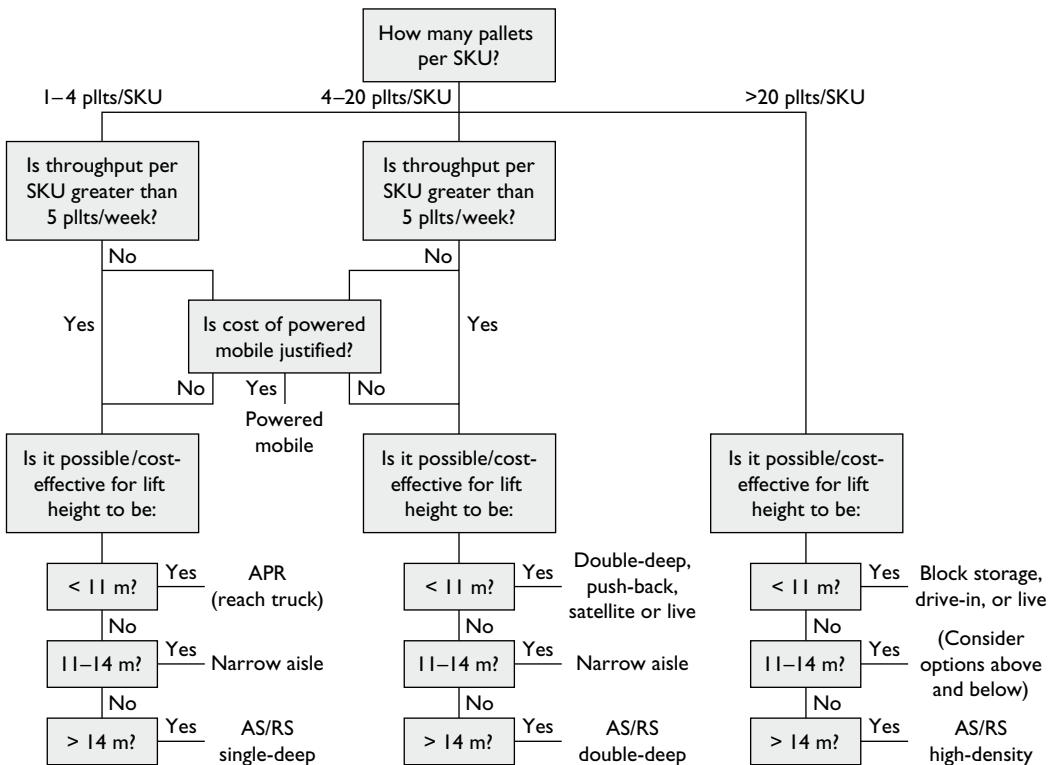 How many pallets
per SKU?
1–4 pllts/SKU
4–20 pllts/SKU
>20 pllts/SKU
Is throughput per
SKU greater than
5 pllts/week?
Is throughput per
SKU greater than
5 pllts/week?
No
No
Yes
Is cost of powered
mobile justified?
Yes
No
Yes
No
Powered
mobile
Is it possible/cost-
effective for lift
height to be:
Is it possible/cost-
effective for lift
height to be:
Is it possible/cost-
effective for lift
height to be:
< 11 m?
Yes
APR
(reach truck)
No
11–14 m?
Yes
Narrow aisle
No
> 14 m?
Yes
AS/RS
single-deep
< 11 m?
Yes
Double-deep,
push-back,
satellite or live
No
11–14 m?
Yes
Narrow aisle
No
> 14 m?
Yes
AS/RS
double-deep
< 11 m?
Yes
Block storage,
drive-in, or live
No
11–14 m?
Yes
(Consider
options above
and below)
No
> 14 m?
Yes
AS/RS
high-density